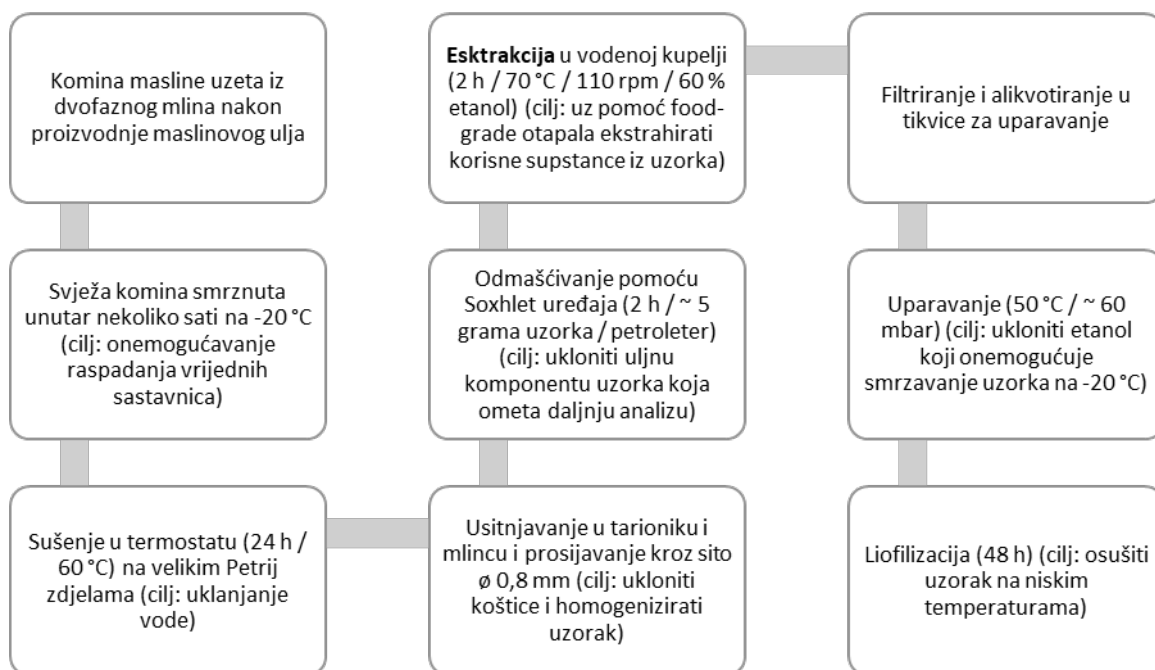 Komina masline uzeta iz
dvofaznog mlina nakon
proizvodnje maslinovog ulja
Svježa komina smrznuta
unutar nekoliko sati na -20 °C
(cilj: onemogućavanje
raspadanja vrijednih
sastavnica)
Sušenje u termostatu (24 h /
60 °C) na velikim Petrij
zdjelama (cilj: uklanjanje
vode)
Usitnjavanje u tarioniku i
mlincu i prosijavanje kroz sito
ø 0,8 mm (cilj: ukloniti
koštice i homogenizirati
uzorak)
Odmašćivanje pomoću
Soxhlet uređaja (2 h / ~ 5
grama uzorka / petroleter)
(cilj: ukloniti uljnu
komponentu uzorka koja
ometa daljnju analizu)
Esktrakcija u vodenoj kupelji
(2 h / 70 °C / 110 rpm / 60 %
etanol) (cilj: uz pomoć food-
grade otapala ekstrahirati
korisne supstance iz uzorka)
Filtriranje i alikvotiranje u
tikvice za uparavanje
Uparavanje (50 °C / ~ 60
mbar) (cilj: ukloniti etanol
koji onemogućuje
smrzavanje uzorka na -20 °C)
Liofilizacija (48 h) (cilj: osušiti
uzorak na niskim
temperaturama)